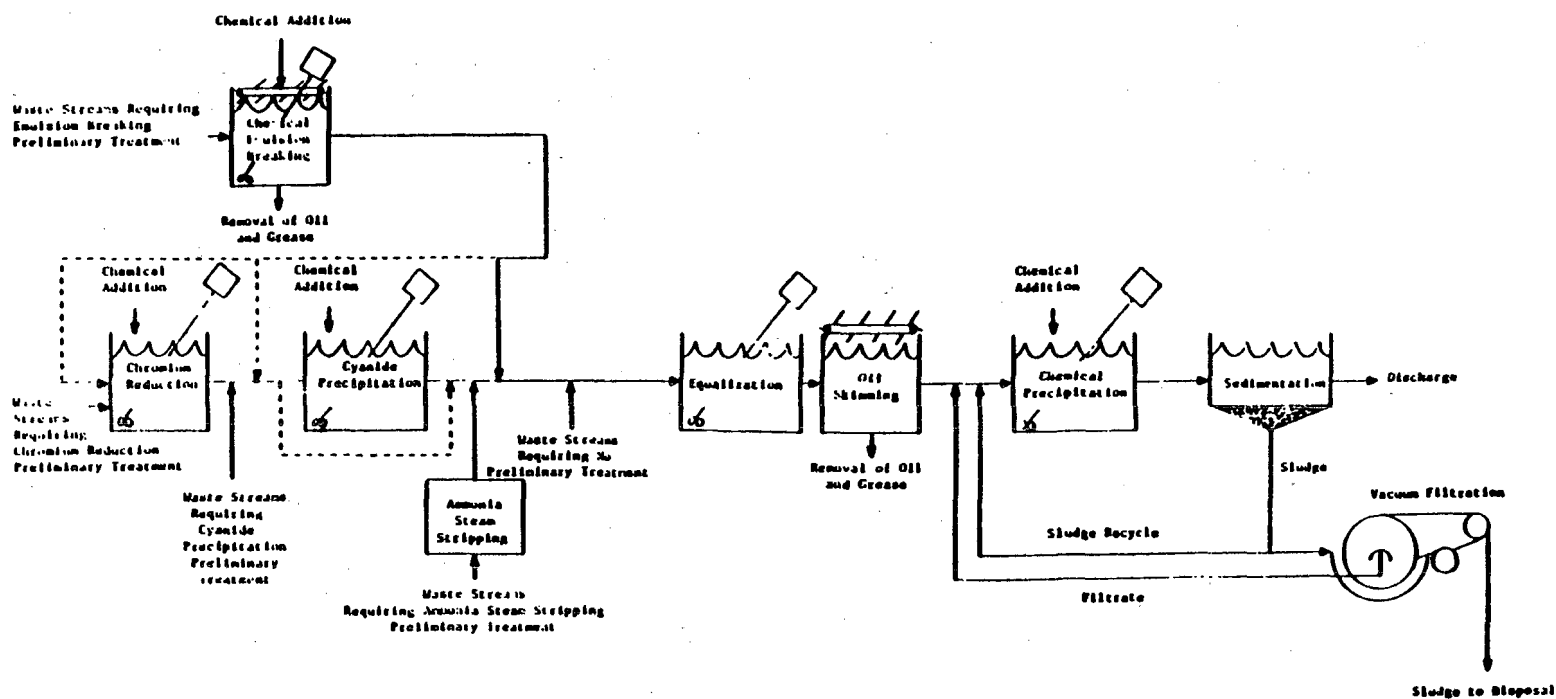 Chemical Addition
Waste Streams Requiring
Emulsion Breaking
Preliminary Treatment
Chemical
Emulsion
Breaking
Removal of Oil
and Grease
Chemical
Addition
Chromium
Reduction
Waste
Streams
Requiring
Chromium Reduction
Preliminary Treatment
Waste Streams
Requiring
Cyanide
Precipitation
Preliminary
Treatment
Chemical
Addition
Cyanide
Precipitation
Ammonia
Steam
Stripping
Waste Streams
Requiring Ammonia Steam Stripping
Preliminary Treatment
Waste Streams
Requiring No
Preliminary Treatment
Equalization
Oil
Skimming
Removal of Oil
and Grease
Chemical
Addition
Chemical
Precipitation
Sedimentation
Discharge
Sludge
Vacuum Filtration
Sludge Recycle
Filtrate
Sludge to Disposal